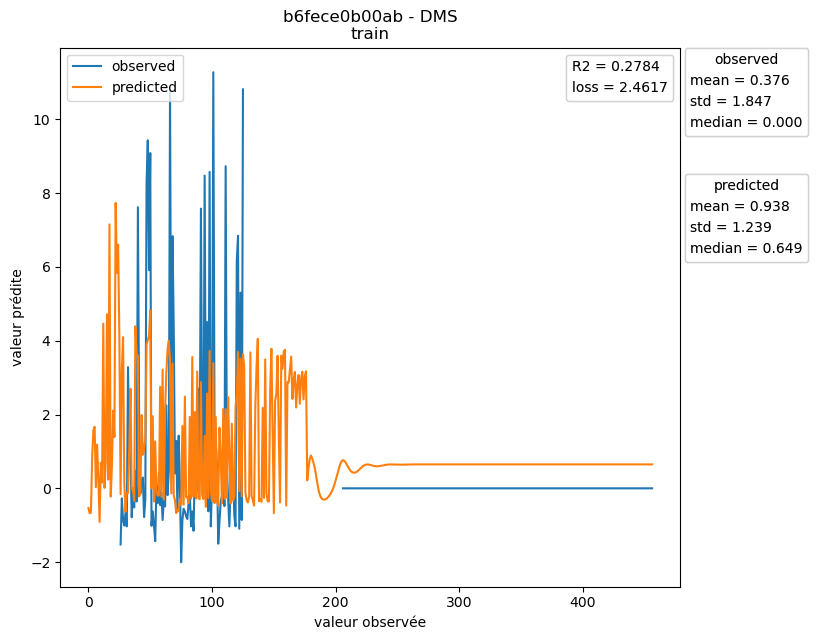 b6fece0b00ab - DMS
train
observed
predicted
R2 = 0.2784
loss = 2.4617
observed
mean = 0.376
std = 1.847
median = 0.000
predicted
mean = 0.938
std = 1.239
median = 0.649
valeur prédite
10
8
6
4
2
0
−2
0
100
200
300
400
valeur observée